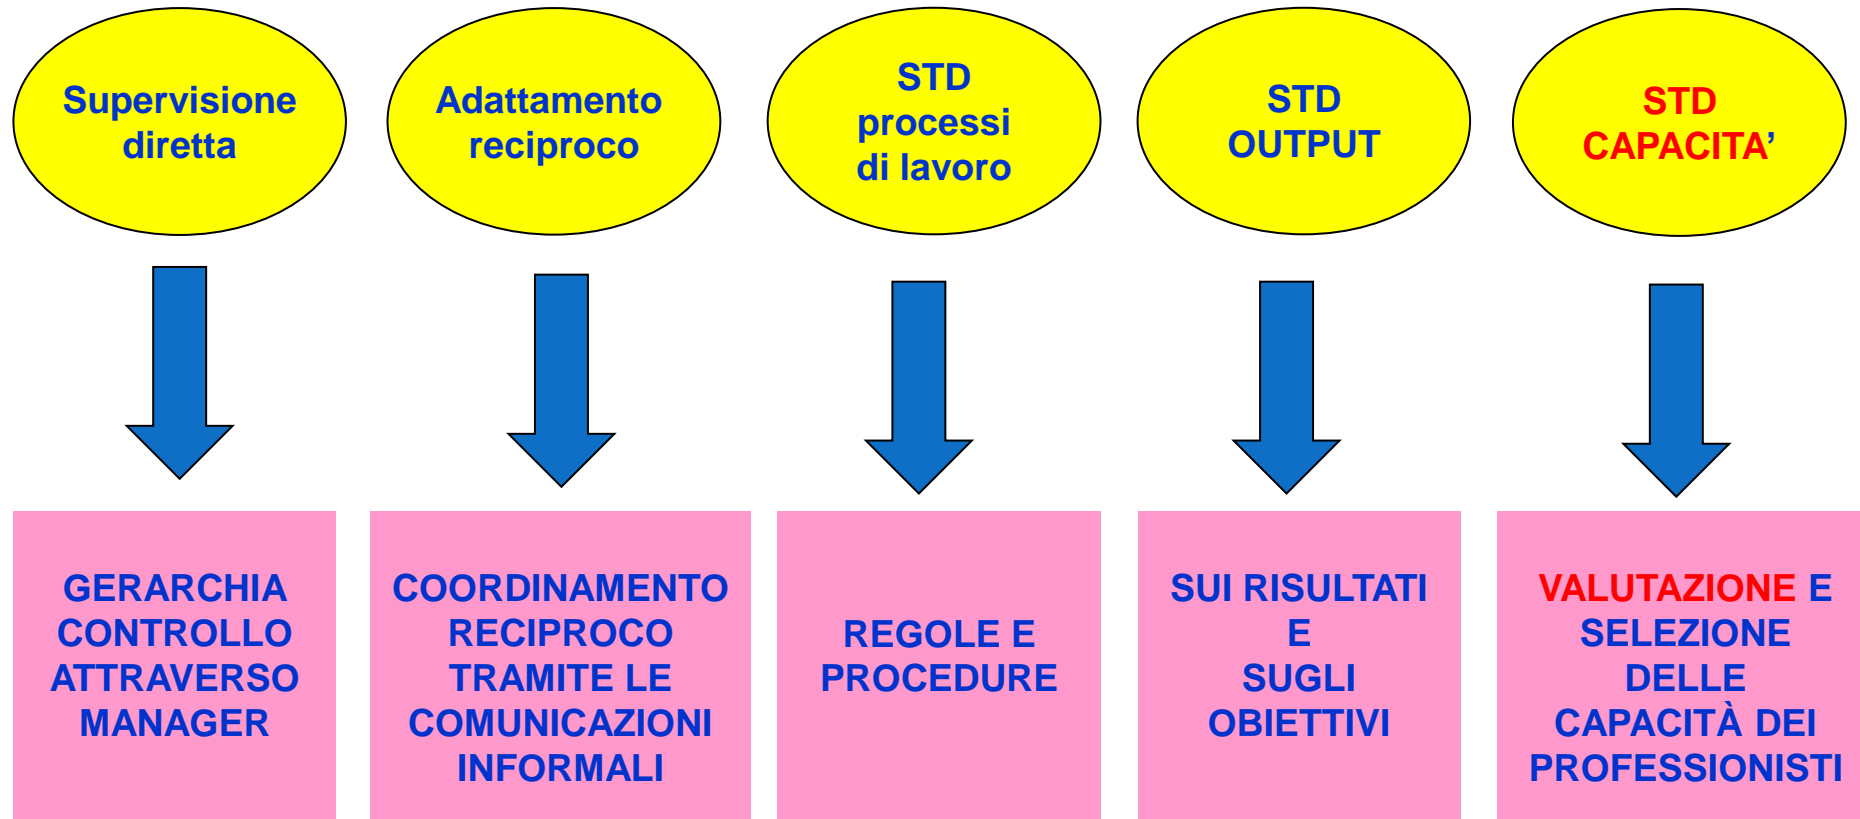 Supervisione
diretta
Adattamento
reciproco
STD
processi
di lavoro
STD
OUTPUT
STD
CAPACITA’
GERARCHIA
CONTROLLO
ATTRAVERSO
MANAGER
COORDINAMENTO
RECIPROCO
TRAMITE LE
COMUNICAZIONI
INFORMALI
REGOLE E
PROCEDURE
SUI RISULTATI
E
SUGLI
OBIETTIVI
VALUTAZIONE E
SELEZIONE
DELLE
CAPACITÀ DEI
PROFESSIONISTI